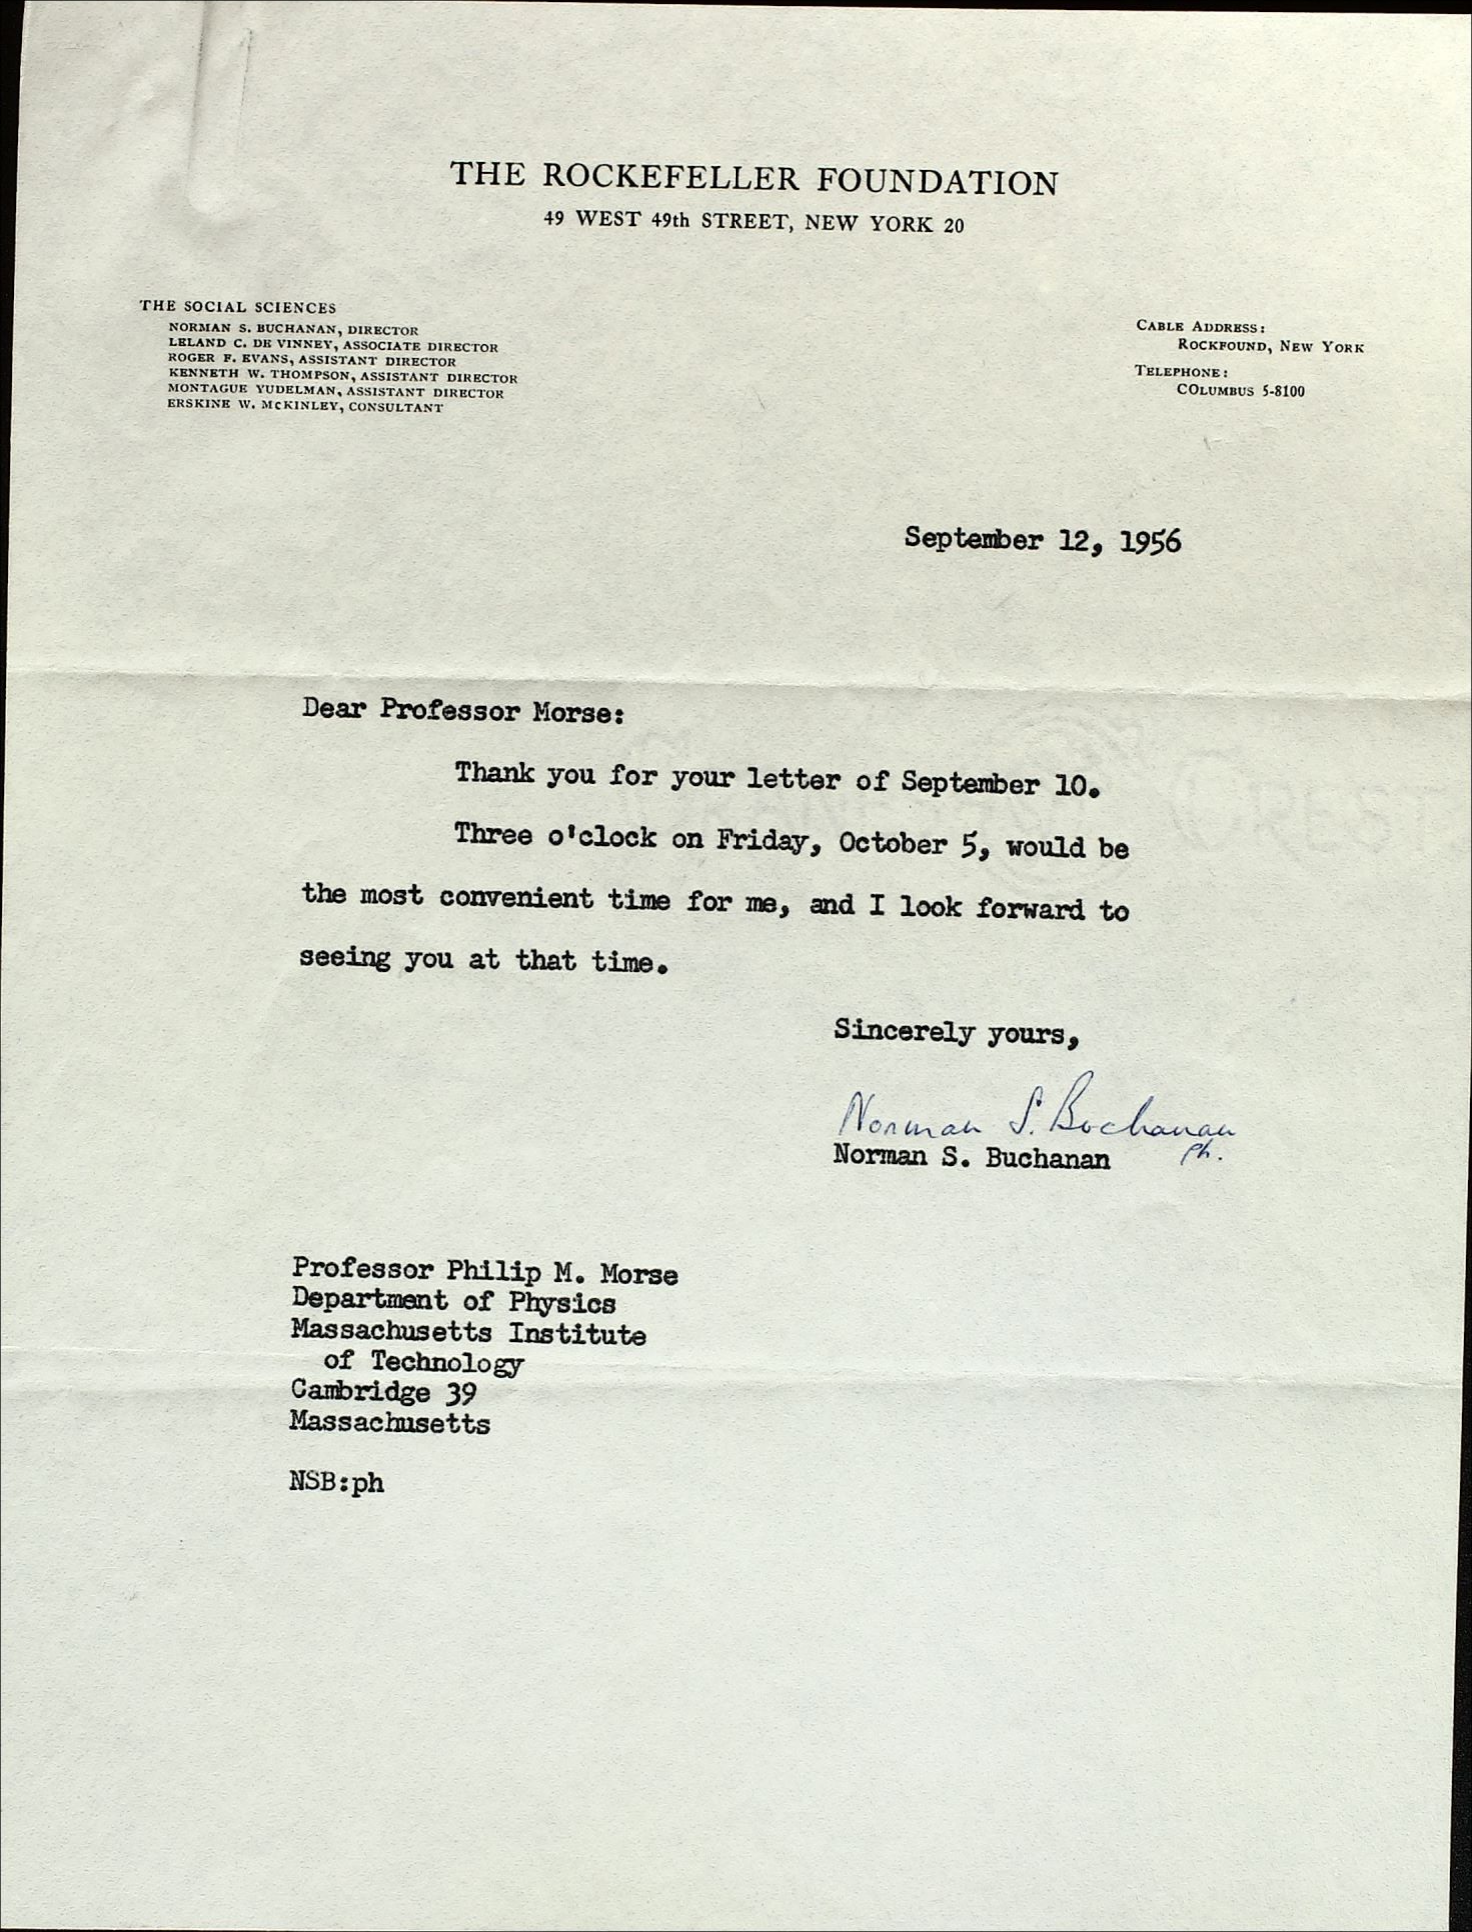 THE ROCKEFELLER FOUNDATION
49 WEST 49th STREET, NEW YORK 20
THE SOCIAL SCIENCES
NORMAN S. BUCHANAN, DIRECTOR
LELAND C. DE VINNEY, ASSOCIATE DIRECTOR
ROGER F. EVANS, ASSISTANT DIRECTOR
KENNETH W. THOMPSON, ASSISTANT DIRECTOR
MONTAGUE YUDELMAN, ASSISTANT DIRECTOR
ERSKINE W. McKINLEY, CONSULTANT
CABLE ADDRESS:
ROCKFOUND, NEW YORK
TELEPHONE:
COLUMBUS 5-8100
September 12, 1956
Dear Professor Morse:
Thank you for your letter of September 10.
Three o'clock on Friday, October 5, would be
the most convenient time for me, and I look forward to
seeing you at that time.
Sincerely yours,
Norman S. Buchanan
ph.
Norman S. Buchanan
Professor Philip M. Morse
Department of Physics
Massachusetts Institute
of Technology
Cambridge 39
Massachusetts
NSB:ph